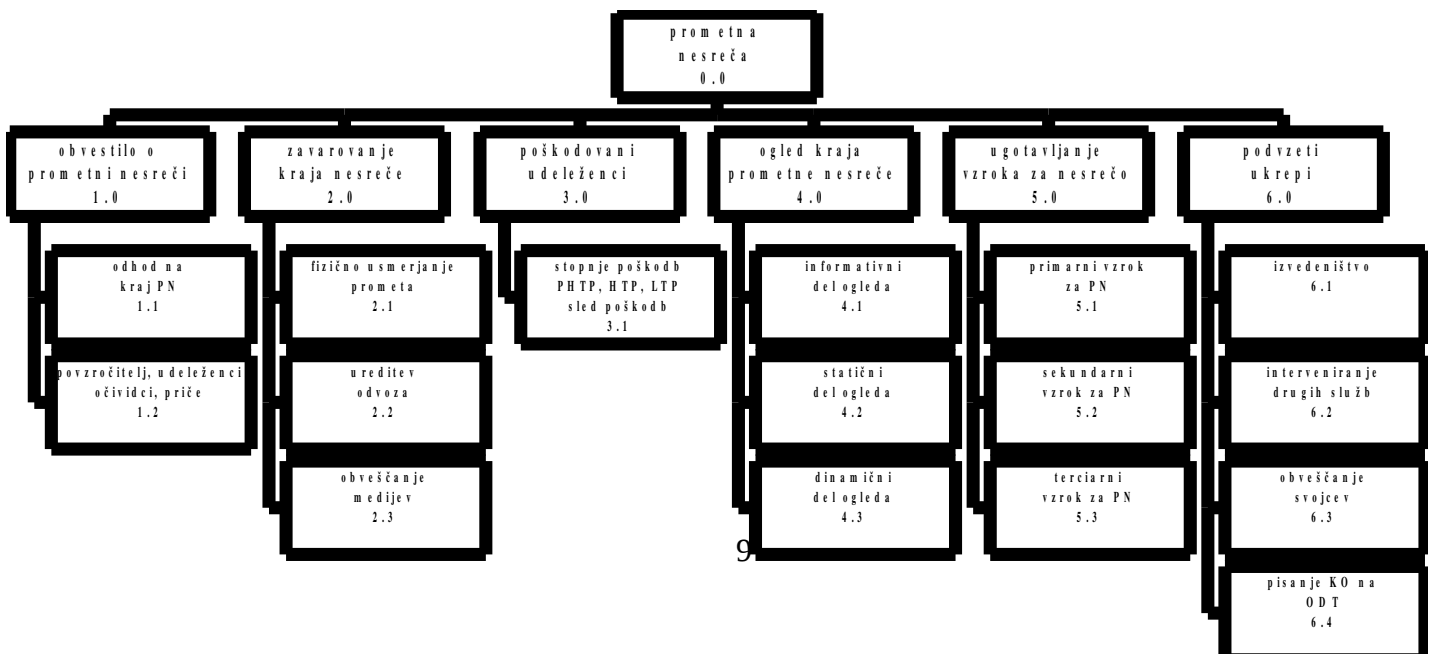 prometna
nesreča
0.0
obvestilo o
prometni nesreči
1.0
zavarovanje
kraja nesreče
2.0
poškodovani
udeleženci
3.0
ogled kraja
prometne nesreče
4.0
ugotavljanje
vzroka za nesrečo
5.0
podvzeti
ukrepi
6.0
odhod na
kraj PN
1.1
povzročitelj, udeleženci
očividci, priče
1.2
fizično usmerjanje
prometa
2.1
ureditev
odvoza
2.2
obveščanje
medijev
2.3
stopnje poškodb
PHTP, HTP, LTP
sled poškodb
3.1
informativni
del ogleda
4.1
statični
del ogleda
4.2
dinamični
del ogleda
4.3
primarni vzrok
za PN
5.1
sekundarni
vzrok za PN
5.2
terciarni
vzrok za PN
5.3
izvedeništvo
6.1
interveniranje
drugih služb
6.2
obveščanje
svojcev
6.3
pisanje KO na
ODT
6.4
9